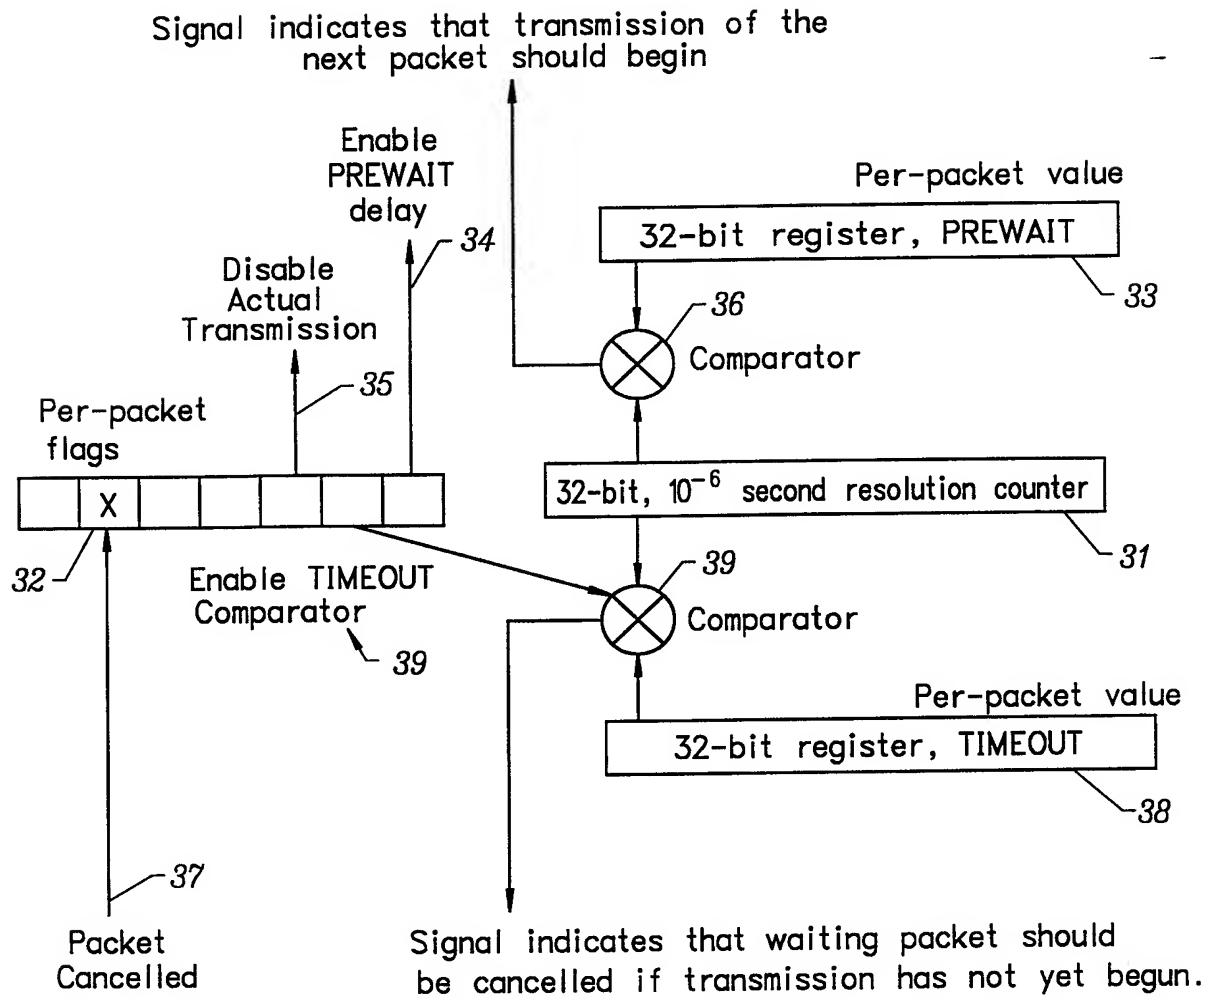 Signal indicates that transmission of the
next packet should begin
Enable
PREWAIT
delay
34
Per-packet value
32-bit register, PREWAIT
33
Disable
Actual
Transmission
35
36
Comparator
Per-packet
flags
X
32
32-bit, 10⁻⁶ second resolution counter
31
Enable TIMEOUT
Comparator
39
39
Comparator
Per-packet value
32-bit register, TIMEOUT
38
37
Packet
Cancelled
Signal indicates that waiting packet should
be cancelled if transmission has not yet begun.